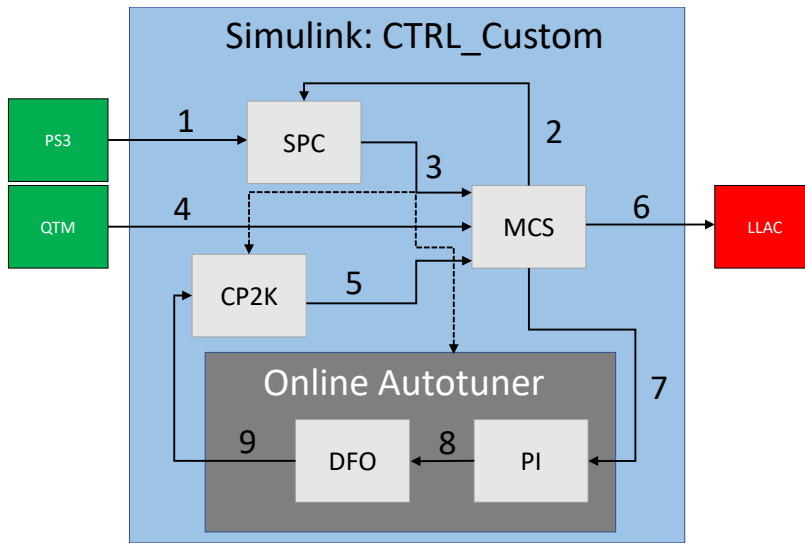 Simulink: CTRL_Custom
PS3
1
SPC
2
3
QTM
4
MCS
6
LLAC
CP2K
5
Online Autotuner
7
9
DFO
8
PI